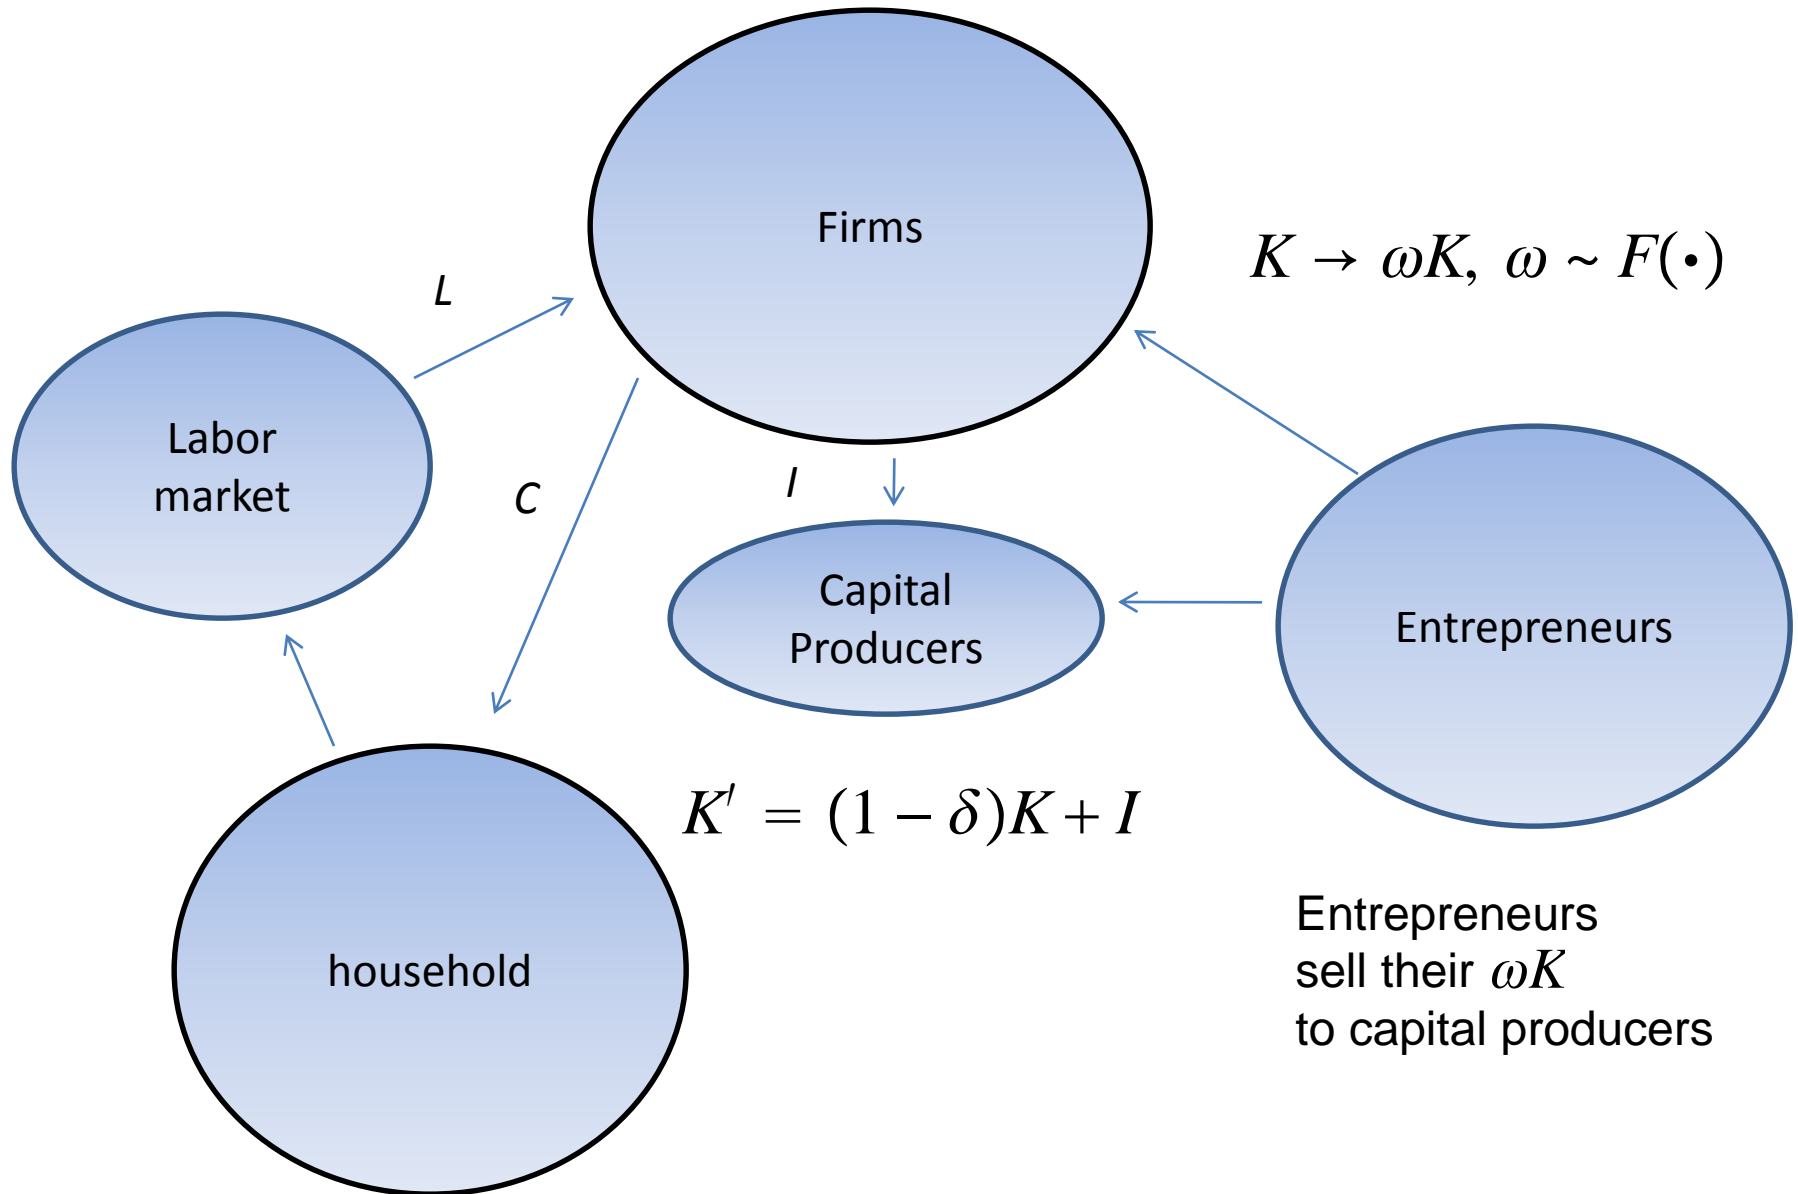 Firms
K → ωK, ω ~ F(·)
L
Labor
market
C
I
Capital
Producers
Entrepreneurs
K′ = (1 − δ)K + I
household
Entrepreneurs
sell their ωK
to capital producers